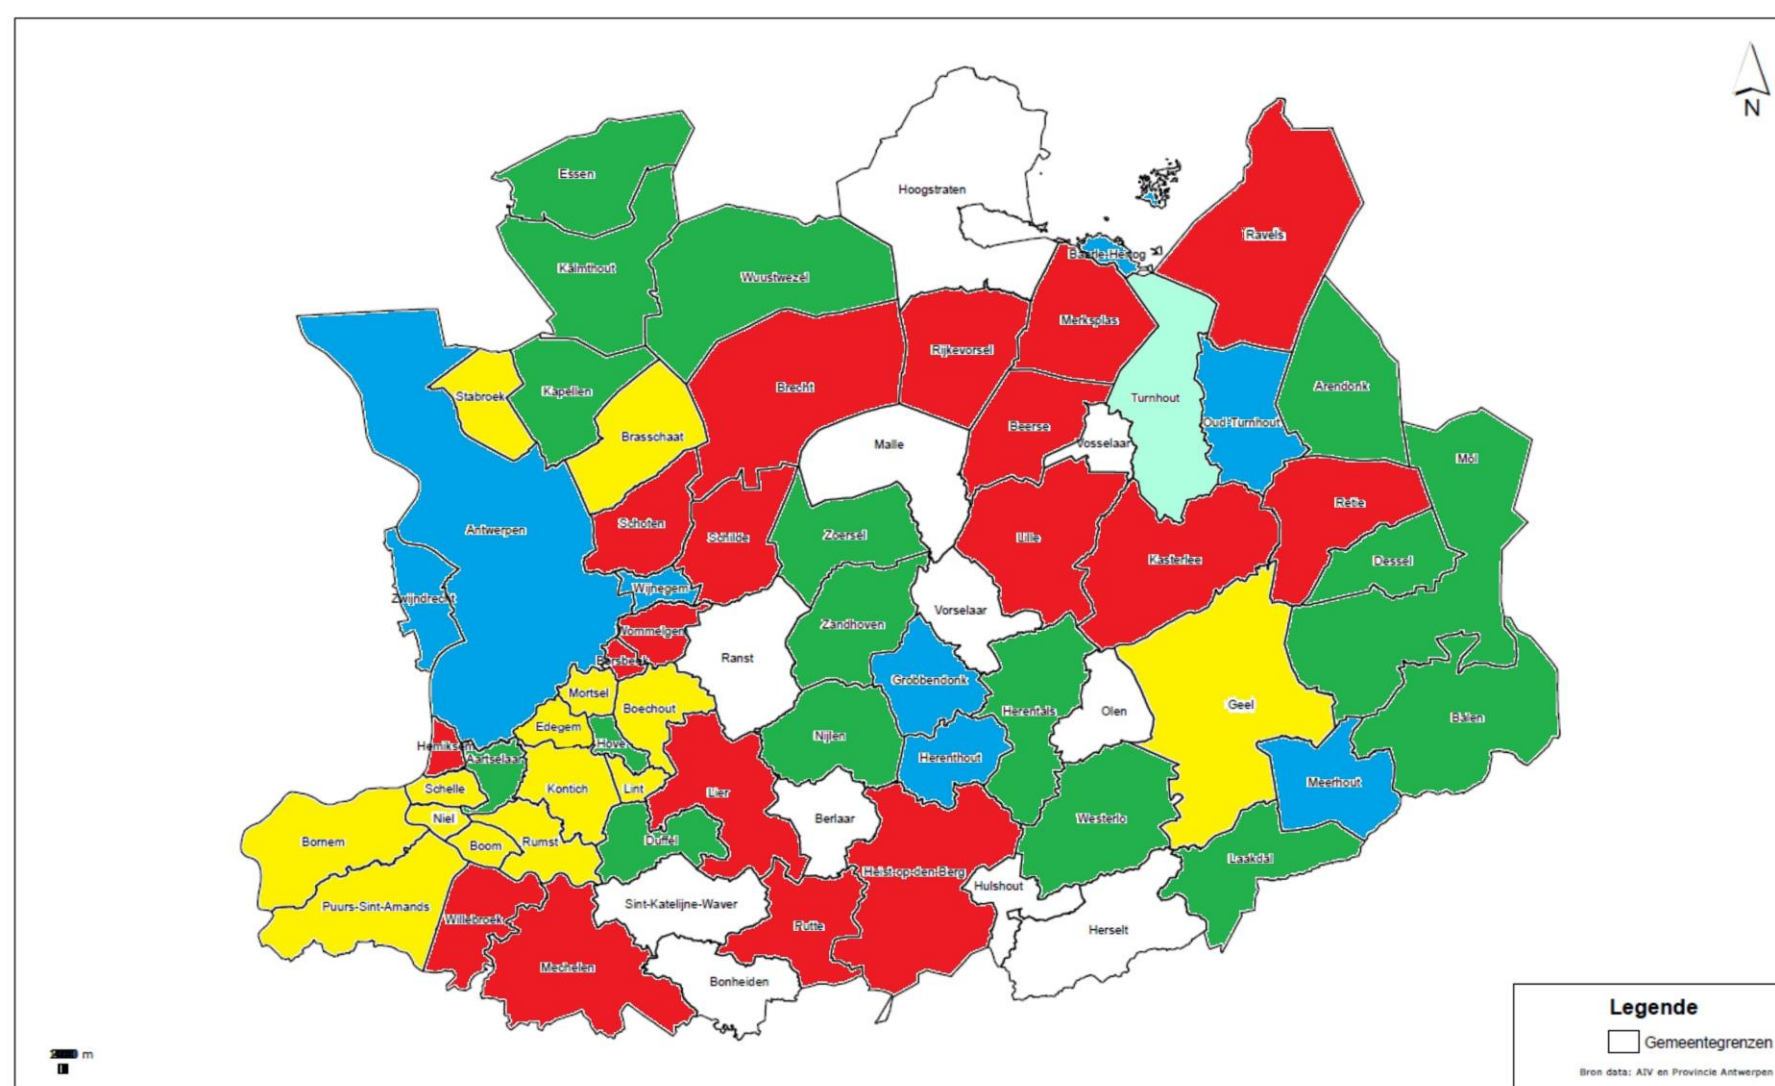 N
Hoogstraten
Essen
Ravels
Baarle-Hertog
Kalmthout
Wuustwezel
Merksplas
Rijkevorsel
Brecht
Arendonk
Kapellen
Stabroek
Turnhout
Oud-Turnhout
Beerse
Brasschaat
Malle
Vosselaar
Mol
Retie
Schoten
Antwerpen
Zoersel
Schilde
Lille
Kasterlee
Dessel
Wijnegem
Zwijndrecht
Vorselaar
Zandhoven
Wommelgem
Ranst
Borsbeek
Grobbendonk
Mortsel
Geel
Boechout
Herentals
Olen
Balen
Edegem
Nijlen
Hove
Hemiksem
Aartselaar
Herenthout
Meerhout
Schelle
Kontich
Lint
Lier
Niel
Berlaar
Westerlo
Bornem
Boom
Rumst
Duffel
Laakdal
Heist-op-den-Berg
Hulshout
Sint-Katelijne-Waver
Puurs-Sint-Amands
Willebroek
Putte
Herselt
Mechelen
Bonheiden
Legende
Gemeentegrenzen
Bron data: AIV en Provincie Antwerpen
m